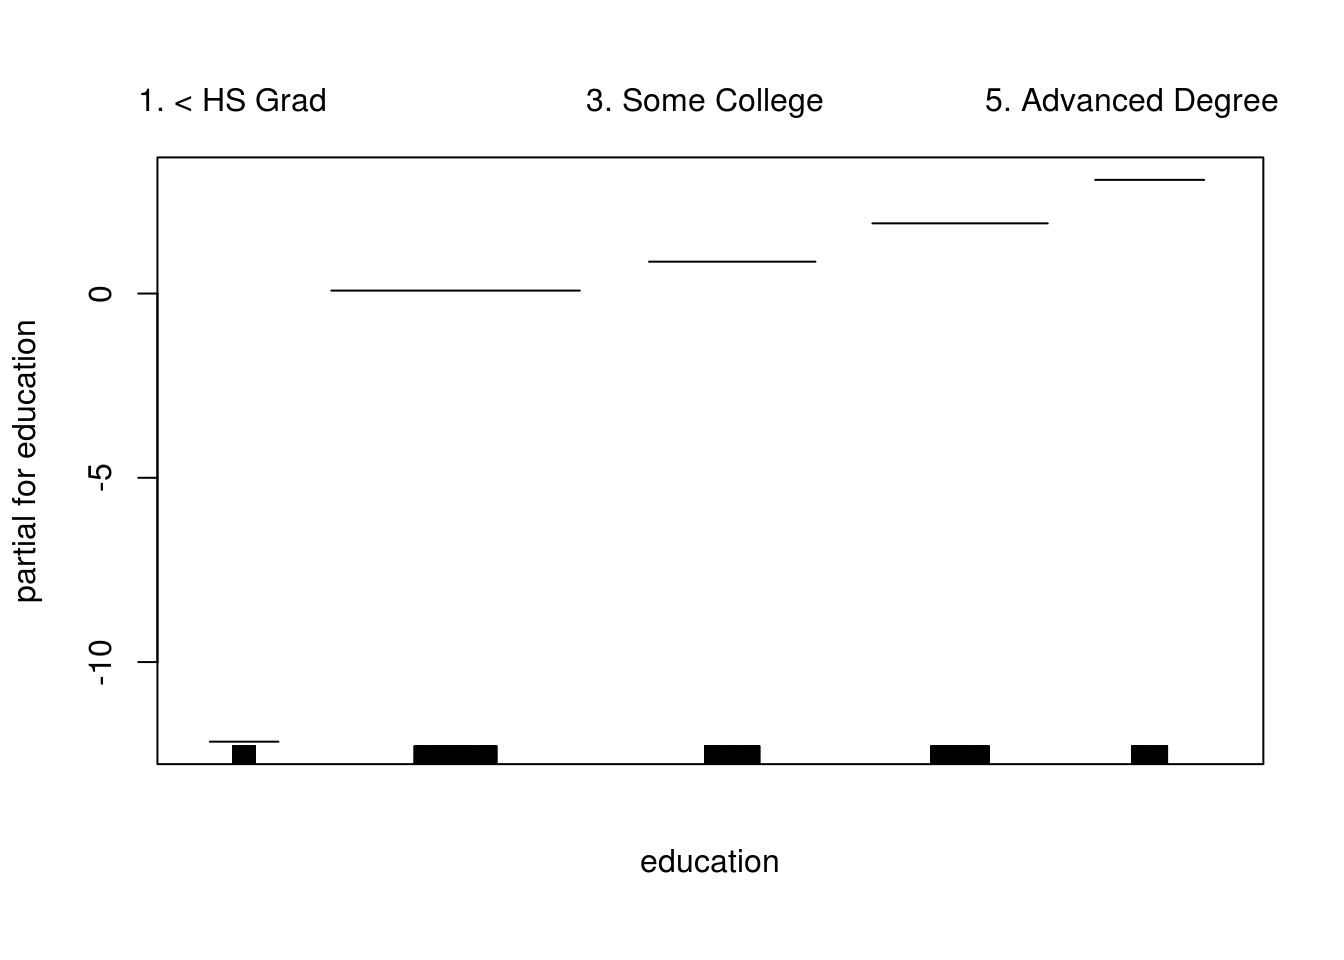 1. < HS Grad
3. Some College
5. Advanced Degree
partial for education
0
-5
-10
education